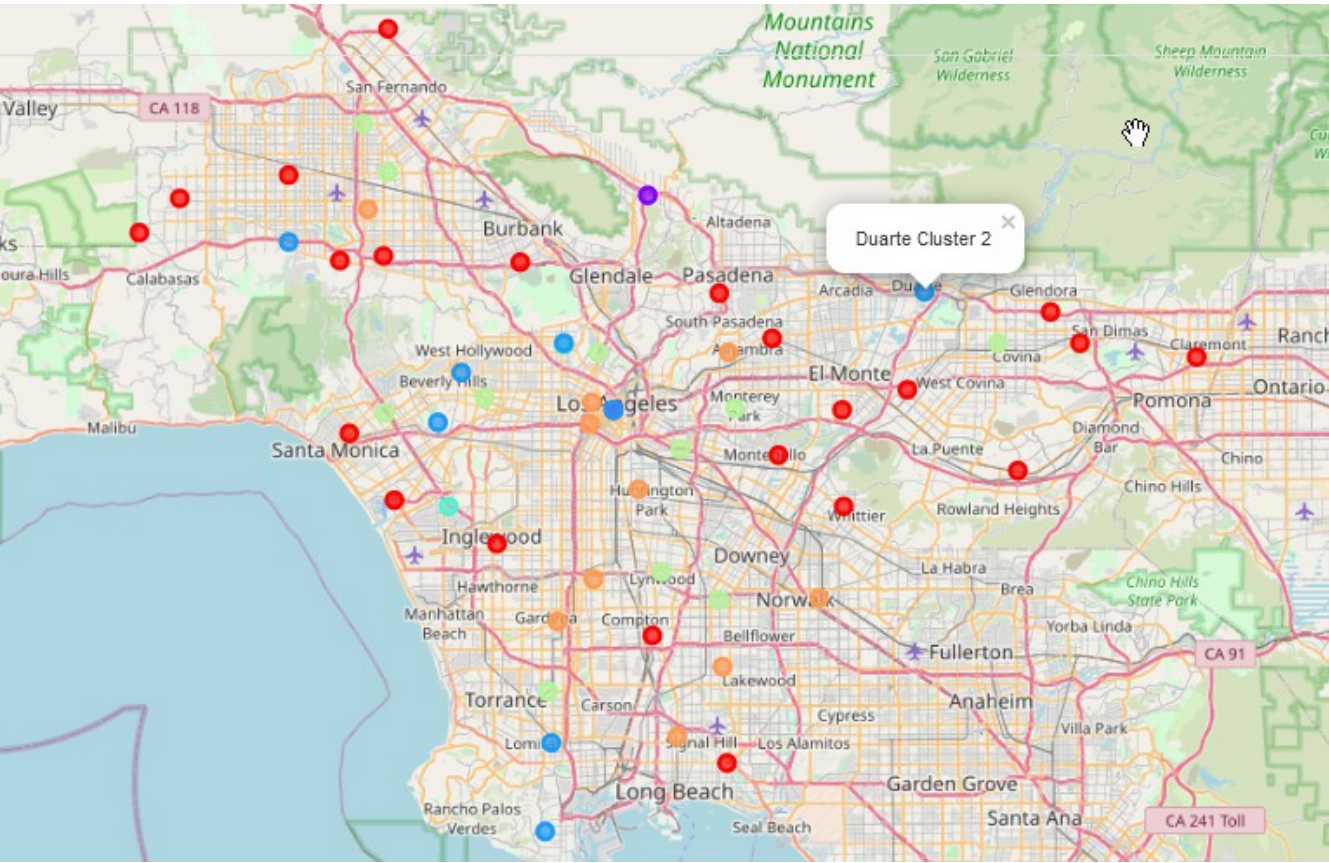 Mountains
National
Monument
San Gabriel
Wilderness
Sheep Mountain
Wilderness
San Fernando
Valley
CA 118
Altadena
Burbank
Duarte Cluster 2
×
oura Hills
Calabasas
Glendale
Pasadena
Arcadia
Glendora
South Pasadena
San Dimas
Claremont
Ranch
West Hollywood
Covina
El Monte
West Covina
Ontario
Beverly Hills
Los Angeles
Monterey
Park
Pomona
Malibu
Santa Monica
Diamond
Bar
La Puente
Montebello
Chino
Chino Hills
Huntington
Park
Whittier
Rowland Heights
Inglewood
Downey
La Habra
Brea
Hawthorne
Lynwood
Chino Hills
State Park
Norwalk
Manhattan
Beach
Gardena
Compton
Bellflower
Yorba Linda
Fullerton
CA 91
Lakewood
Torrance
Carson
Anaheim
Cypress
Villa Park
Signal Hill
Los Alamitos
Long Beach
Garden Grove
Rancho Palos
Verdes
Seal Beach
Santa Ana
CA 241 Toll